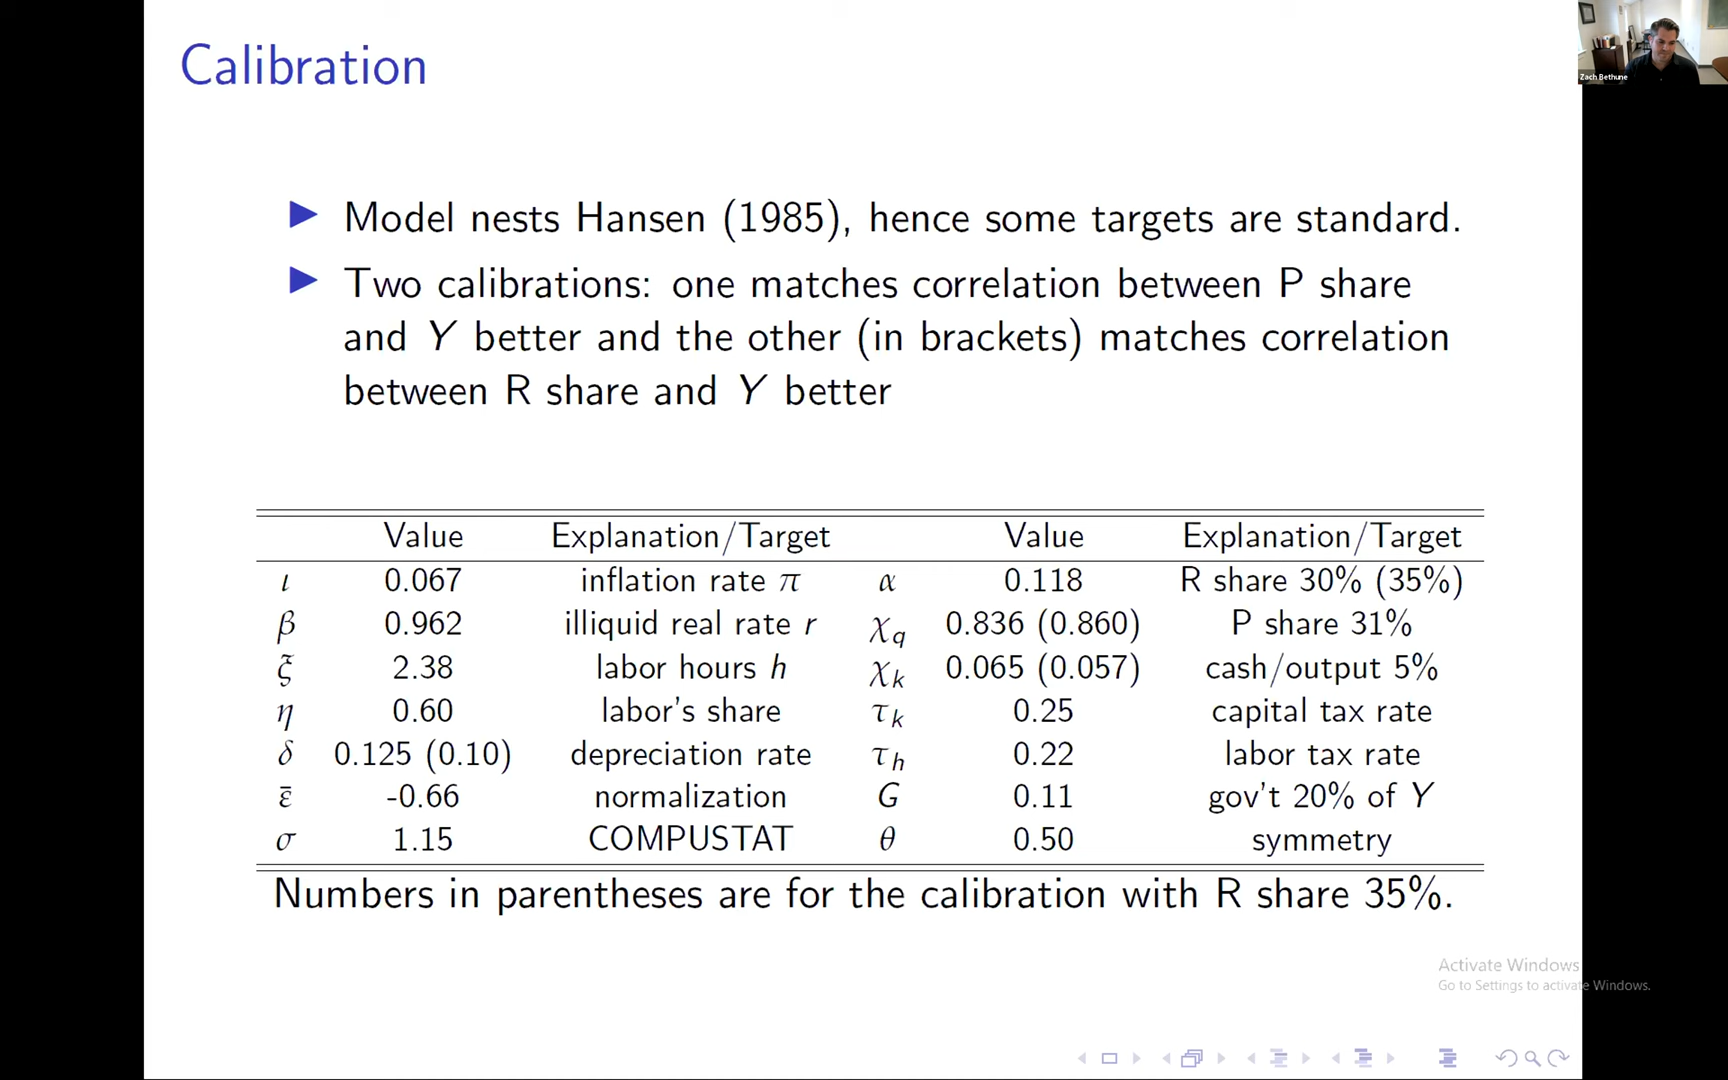 Calibration
Zach Bethune
▶ Model nests Hansen (1985), hence some targets are standard.
▶ Two calibrations: one matches correlation between P share
and Y better and the other (in brackets) matches correlation
between R share and Y better
Value Explanation/Target Value Explanation/Target
ι 0.067 inflation rate π α 0.118 R share 30% (35%)
β 0.962 illiquid real rate r χq 0.836 (0.860) P share 31%
ξ 2.38 labor hours h χk 0.065 (0.057) cash/output 5%
η 0.60 labor's share τk 0.25 capital tax rate
δ 0.125 (0.10) depreciation rate τh 0.22 labor tax rate
ε̄ -0.66 normalization G 0.11 gov't 20% of Y
σ 1.15 COMPUSTAT θ 0.50 symmetry
Numbers in parentheses are for the calibration with R share 35%.
Activate Windows
Go to Settings to activate Windows.